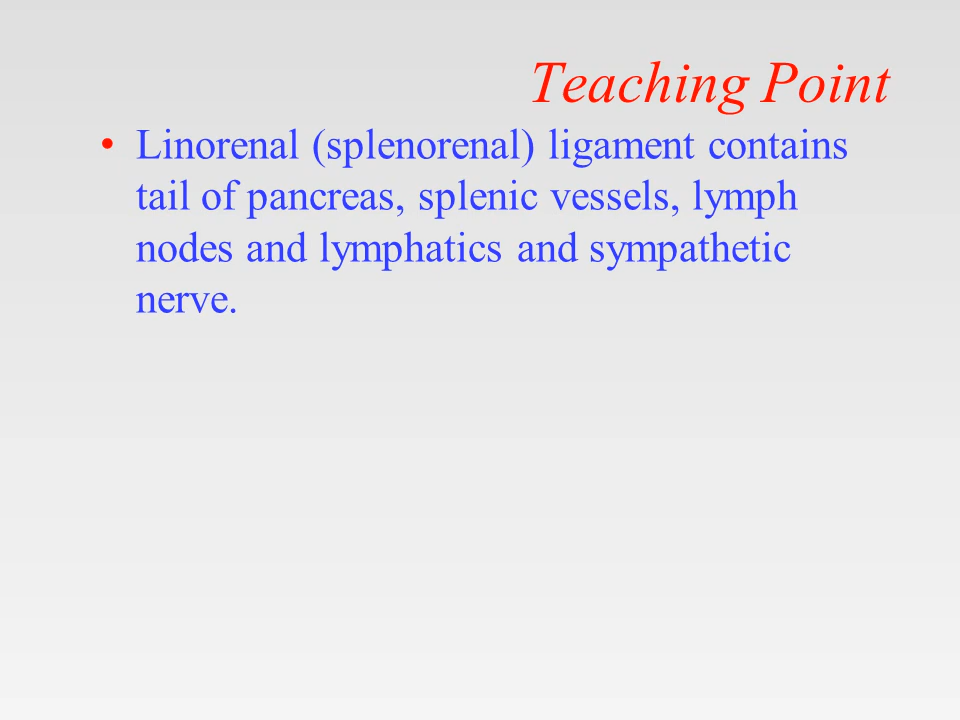 Teaching Point
• Linorenal (splenorenal) ligament contains
tail of pancreas, splenic vessels, lymph
nodes and lymphatics and sympathetic
nerve.